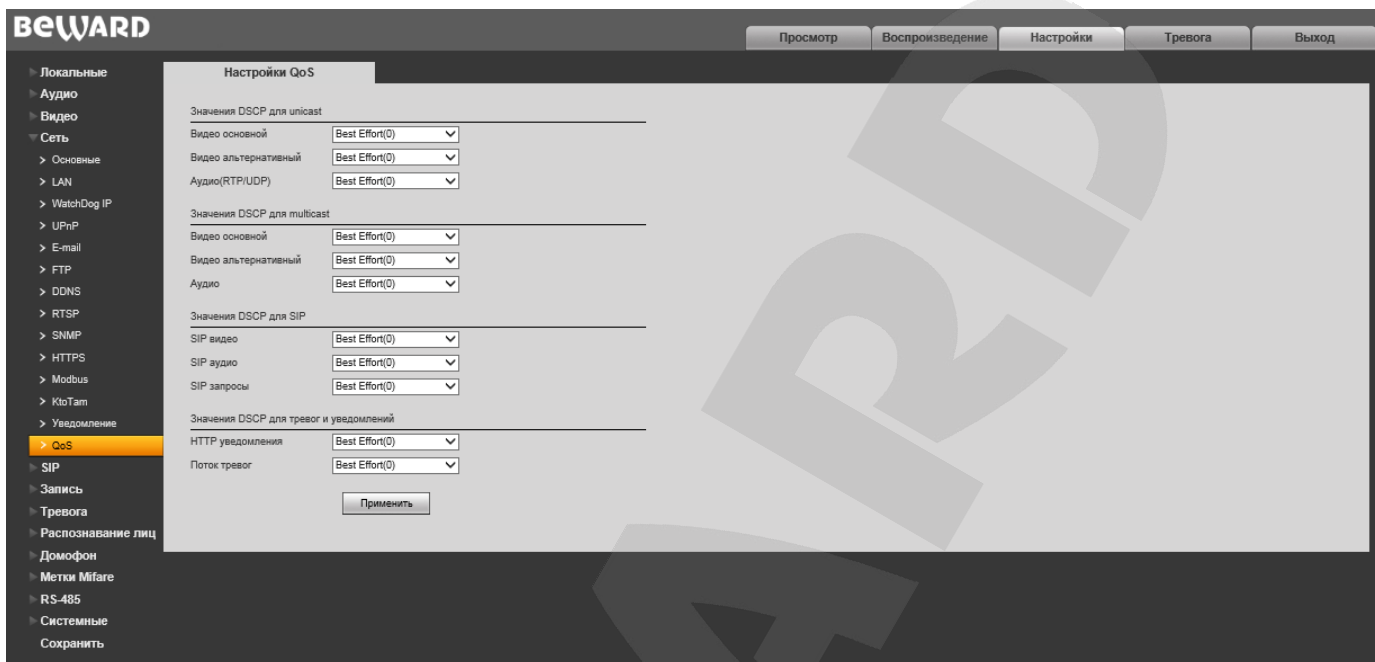 BEWARD
Просмотр
Воспроизведение
Настройки
Тревога
Выход
Локальные
Аудио
Видео
Сеть
> Основные
> LAN
> WatchDog IP
> UPnP
> E-mail
> FTP
> DDNS
> RTSP
> SNMP
> HTTPS
> Modbus
> KtoTam
> Уведомление
> QoS
SIP
Запись
Тревога
Распознавание лиц
Домофон
Метки Mifare
RS-485
Системные
Сохранить
Настройки QoS
Значения DSCP для unicast
Видео основной Best Effort(0)
Видео альтернативный Best Effort(0)
Аудио(RTP/UDP) Best Effort(0)
Значения DSCP для multicast
Видео основной Best Effort(0)
Видео альтернативный Best Effort(0)
Аудио Best Effort(0)
Значения DSCP для SIP
SIP видео Best Effort(0)
SIP аудио Best Effort(0)
SIP запросы Best Effort(0)
Значения DSCP для тревог и уведомлений
HTTP уведомления Best Effort(0)
Поток тревог Best Effort(0)
Применить
ARD